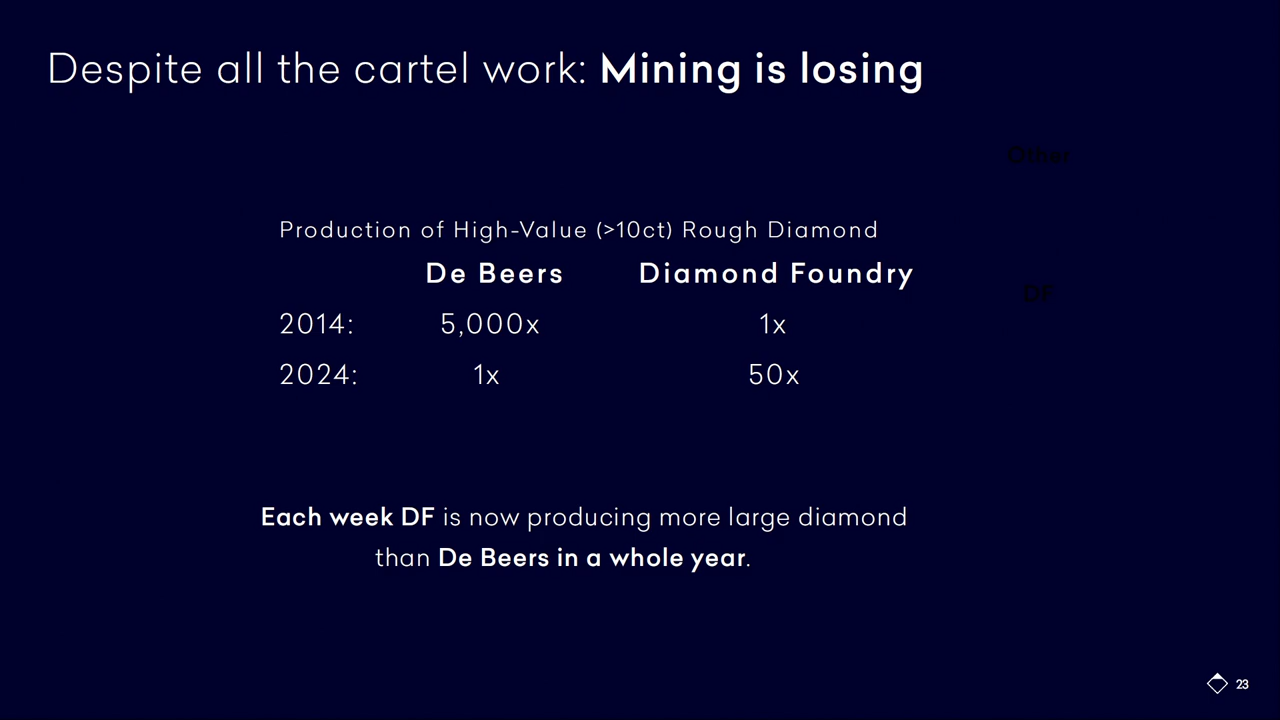 Despite all the cartel work: Mining is losing
Other
Production of High-Value (>10ct) Rough Diamond
De Beers Diamond Foundry
DF
2014: 5,000x 1x
2024: 1x 50x
Each week DF is now producing more large diamond
than De Beers in a whole year.
23